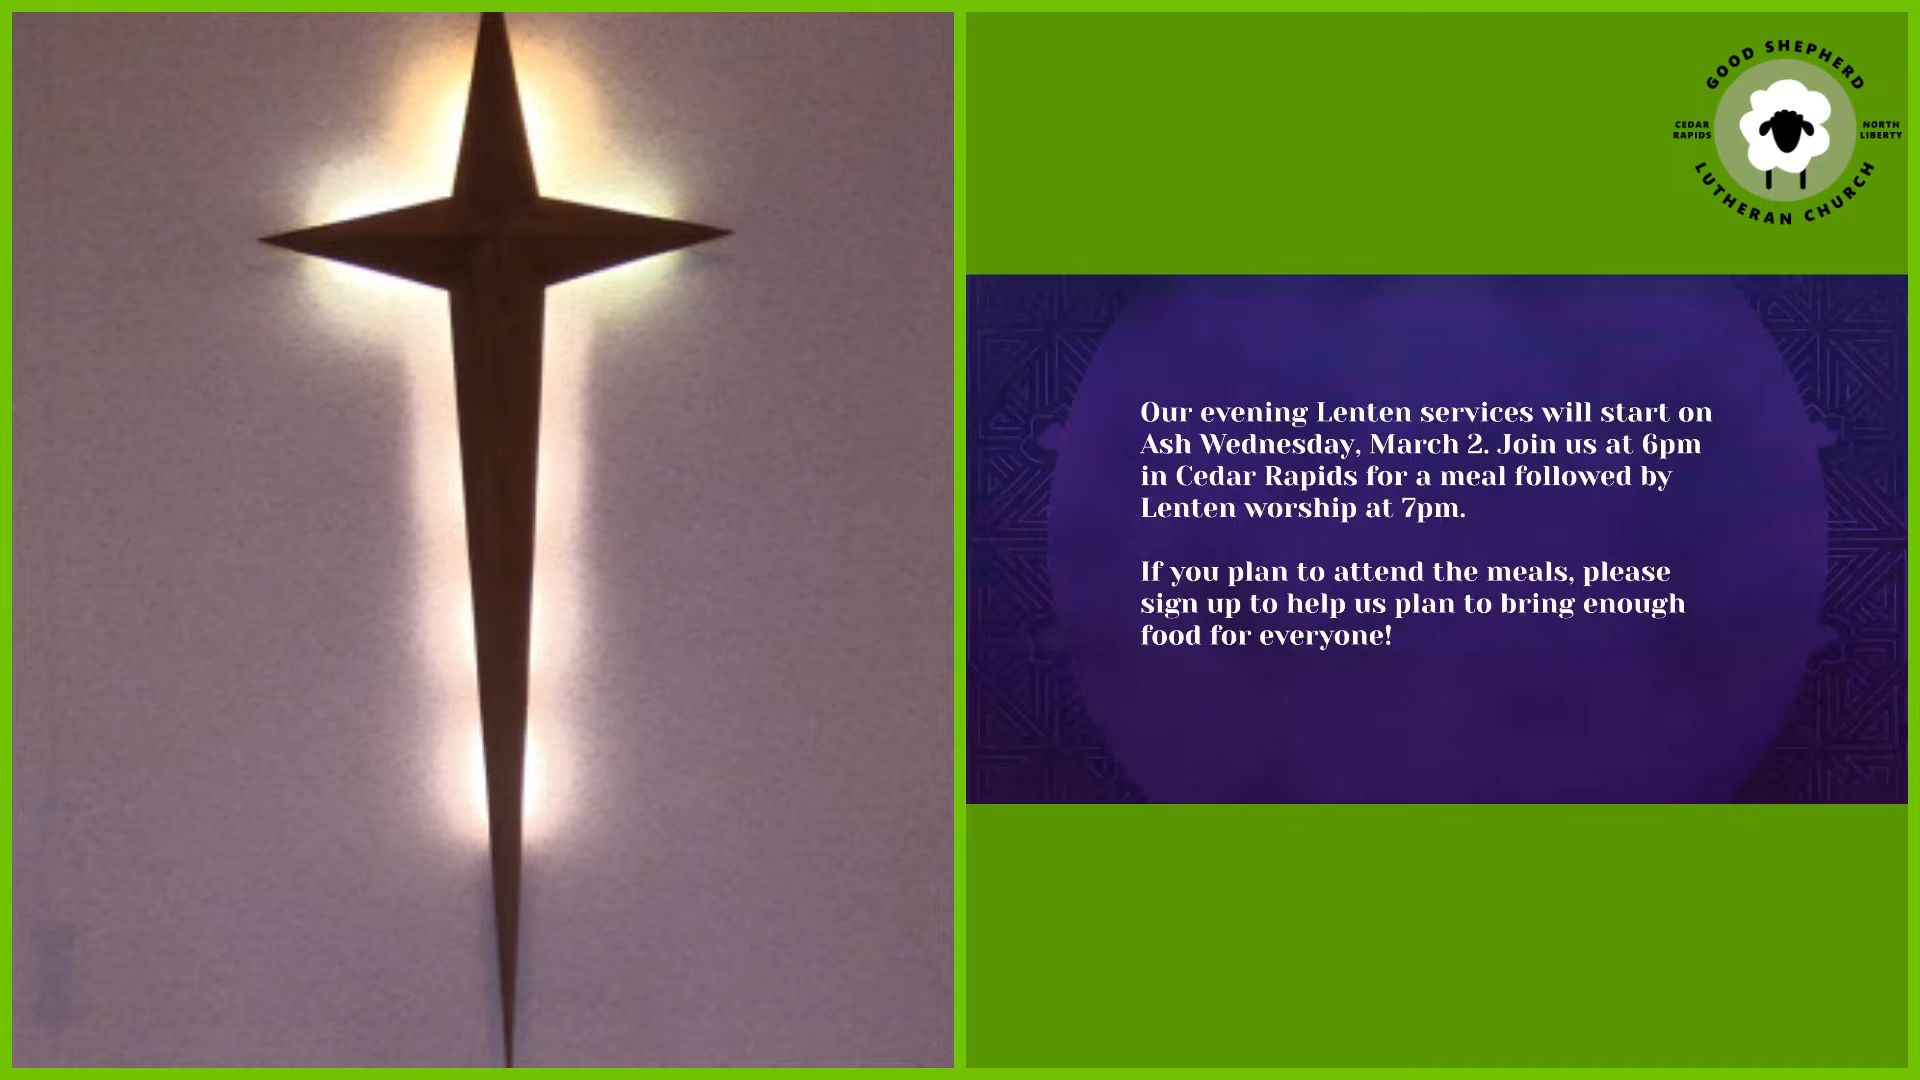 GOOD SHEPHERD
CEDAR
RAPIDS
NORTH
LIBERTY
LUTHERAN CHURCH
Our evening Lenten services will start on
Ash Wednesday, March 2. Join us at 6pm
in Cedar Rapids for a meal followed by
Lenten worship at 7pm.
If you plan to attend the meals, please
sign up to help us plan to bring enough
food for everyone!